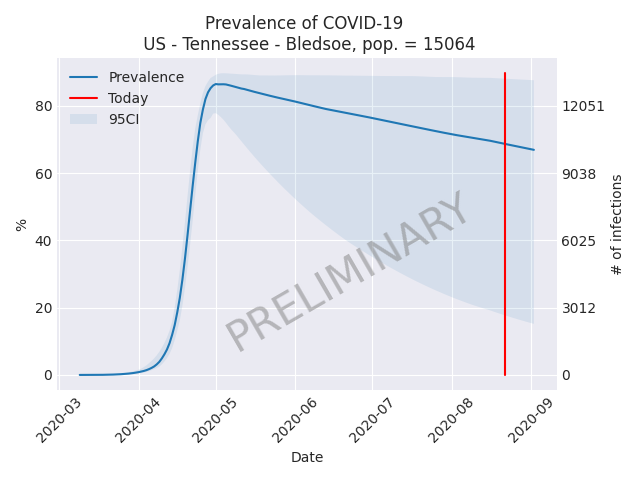 Prevalence of COVID-19
US - Tennessee - Bledsoe, pop. = 15064
Prevalence
Today
95CI
80
60
40
20
0
%
12051
9038
6025
3012
0
# of infections
PRELIMINARY
2020-03
2020-04
2020-05
2020-06
2020-07
2020-08
2020-09
Date